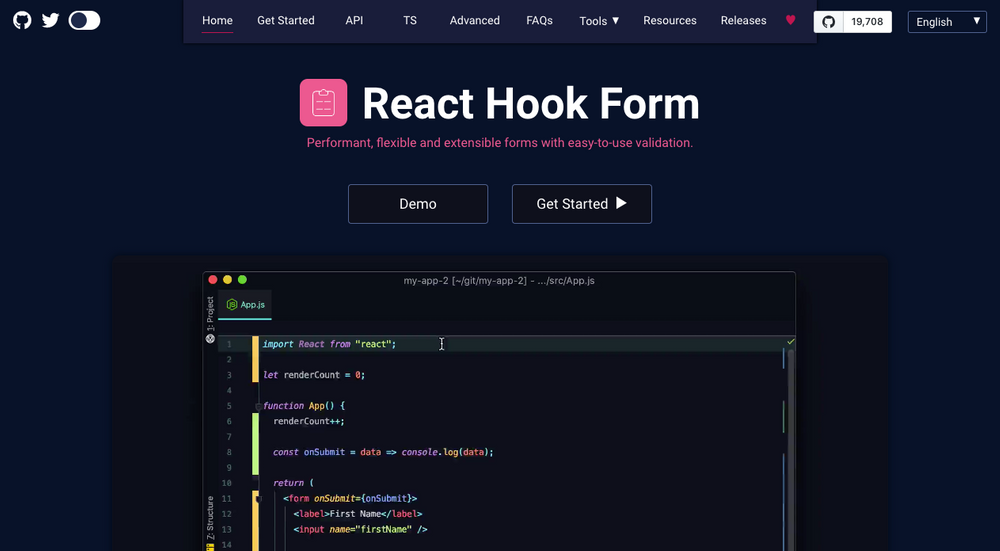 Home Get Started API TS Advanced FAQs Tools ▼ Resources Releases 19,708 English ▼
React Hook Form
Performant, flexible and extensible forms with easy-to-use validation.
Demo Get Started ▶
my-app-2 [~/git/my-app-2] - .../src/App.js
App.js
1: Project
1 import React from "react";
2
3 let renderCount = 0;
4
5 function App() {
6 renderCount++;
7
8 const onSubmit = data => console.log(data);
9
10 return (
11 <form onSubmit={onSubmit}>
12 <label>First Name</label>
13 <input name="firstName" />
14
Z: Structure